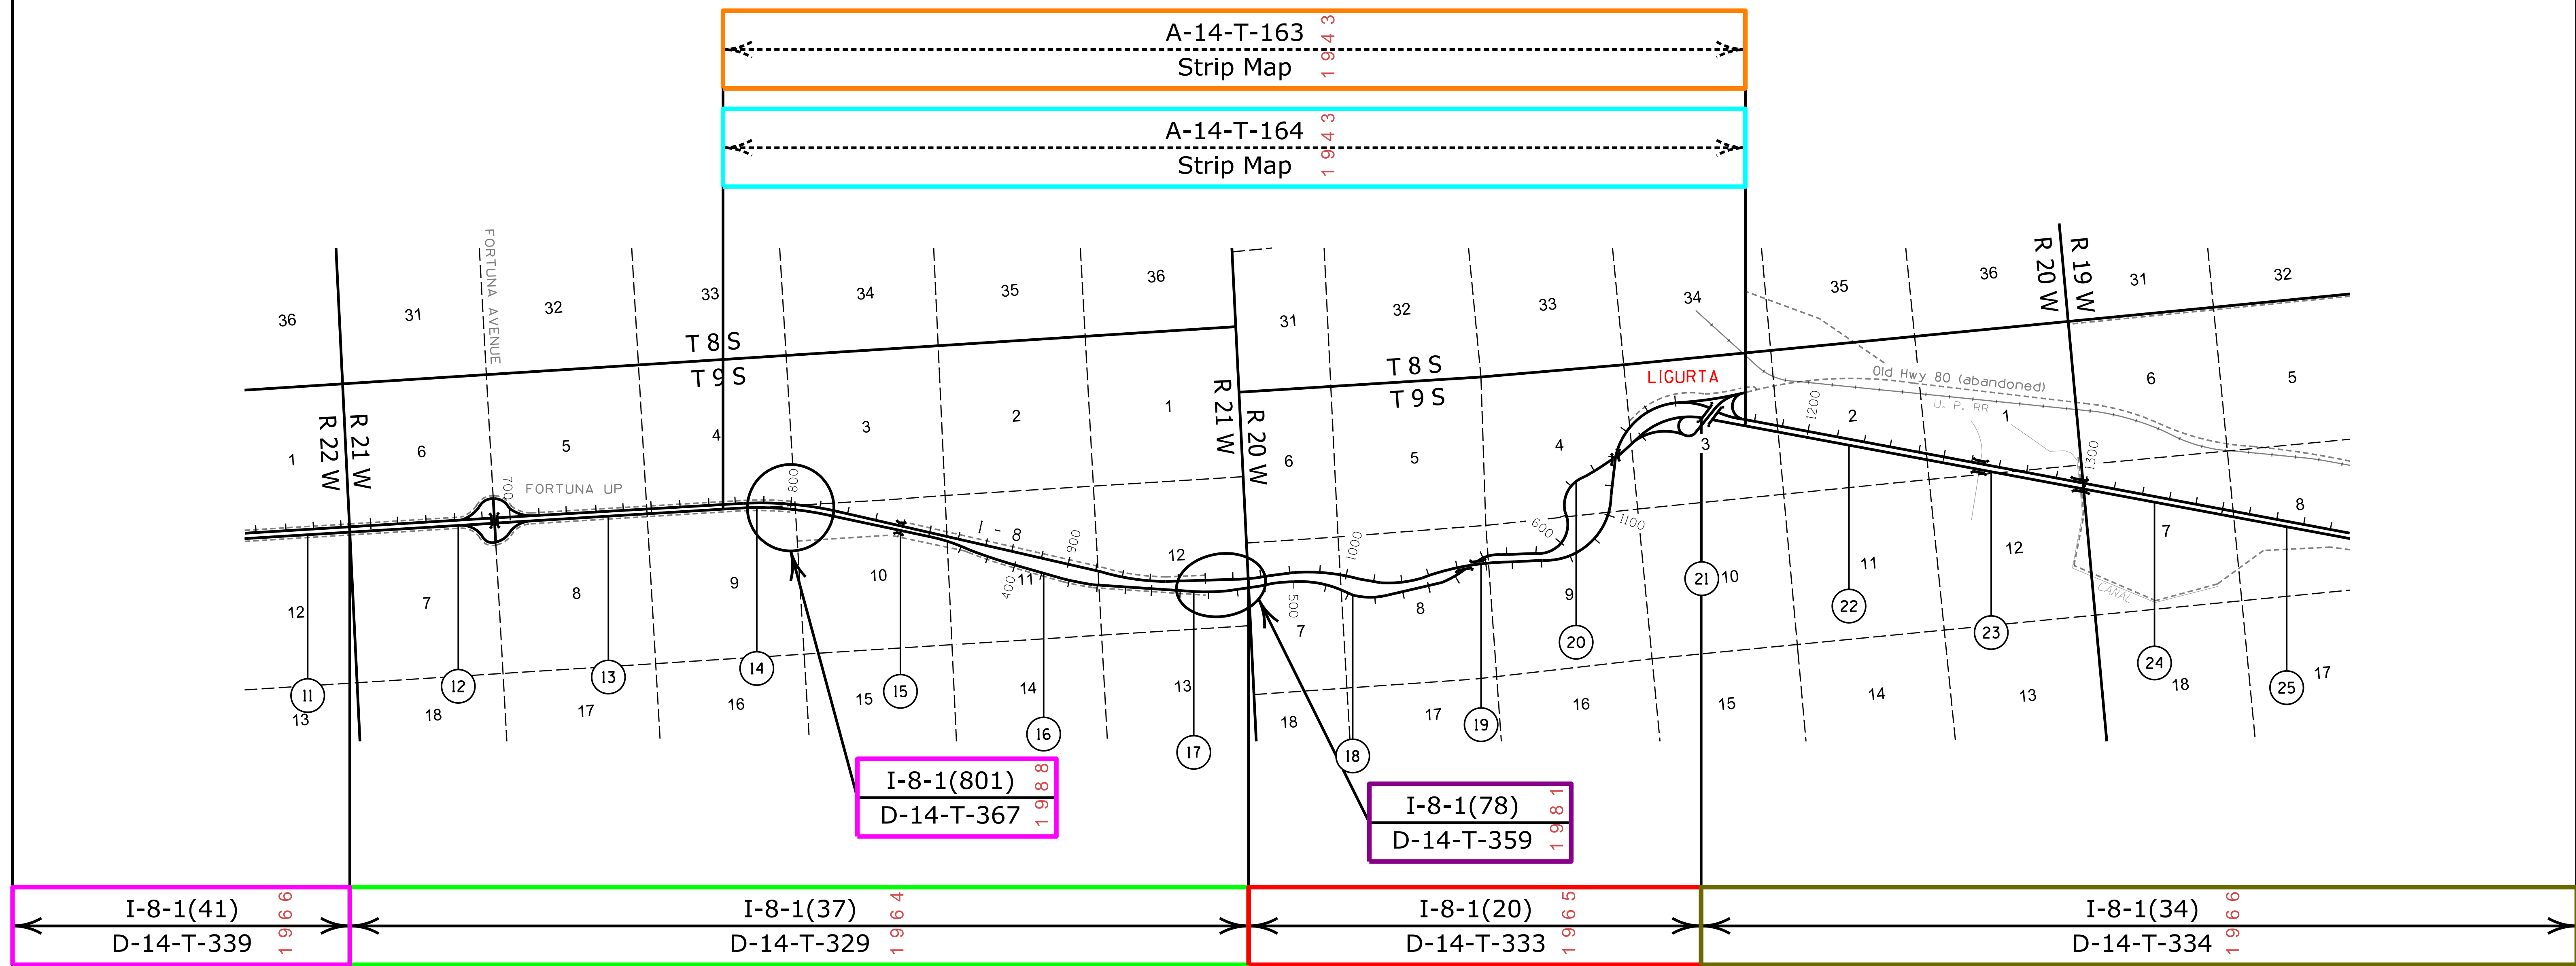 A-14-T-163
Strip Map
1943
A-14-T-164
Strip Map
1943
FORTUNA AVENUE
R 20 W
R 19 W
36
31
32
33
34
35
36
31
32
33
34
35
36
31
32
T 8 S
T 9 S
T 8 S
T 9 S
LIGURTA
Old Hwy 80 (abandoned)
U. P. RR
R 22 W
R 21 W
R 21 W
R 20 W
1
6
5
4
3
2
1
6
5
4
3
2
1
6
5
FORTUNA UP
700
800
I - 8
900
400
500
1000
600
1100
1200
1300
CANAL
12
7
8
9
10
11
12
7
8
9
10
11
12
7
8
13
18
17
16
15
14
13
18
17
16
15
14
13
18
17
11
12
13
14
15
16
17
18
19
20
21
22
23
24
25
I-8-1(801)
D-14-T-367
1988
I-8-1(78)
D-14-T-359
1981
I-8-1(41)
D-14-T-339
1966
I-8-1(37)
D-14-T-329
1964
I-8-1(20)
D-14-T-333
1965
I-8-1(34)
D-14-T-334
1966